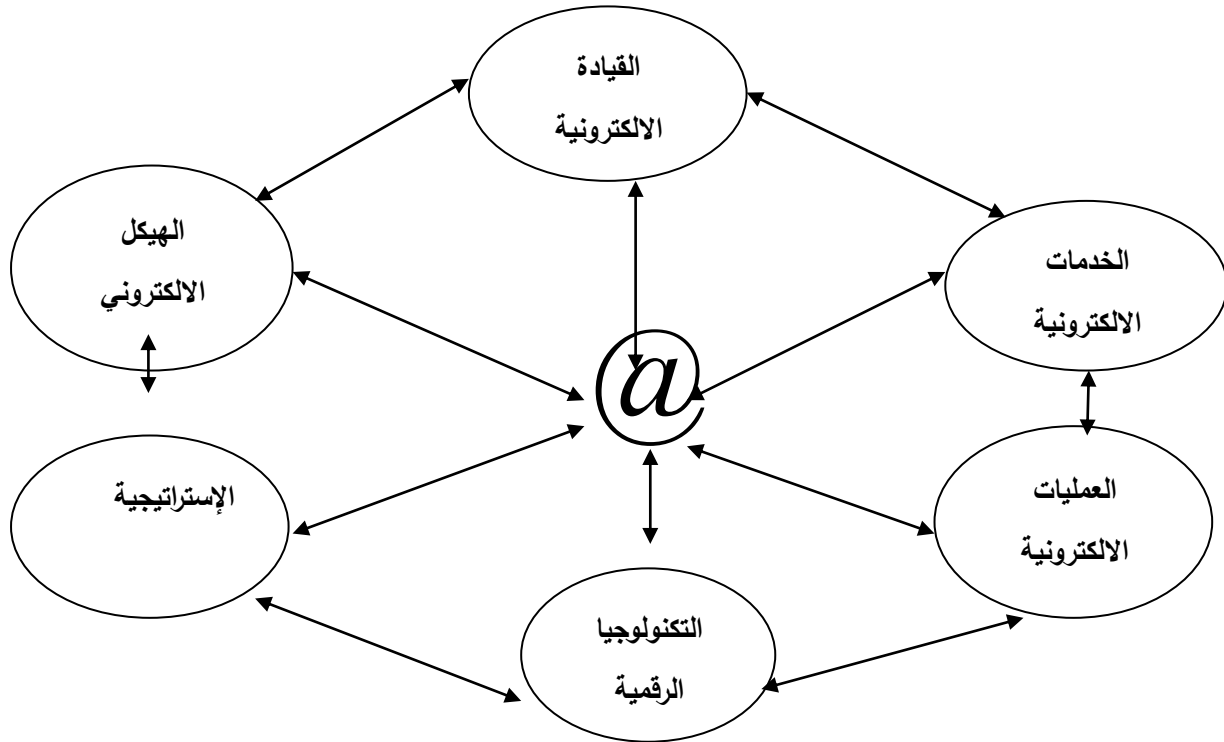 القيادة
الالكترونية
الهيكل
الالكتروني
الخدمات
الالكترونية
@
الإستراتيجية
العمليات
الالكترونية
التكنولوجيا
الرقمية